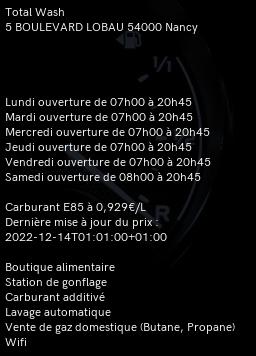 Total Wash
5 BOULEVARD LOBAU 54000 Nancy
1/1
Lundi ouverture de 07h00 à 20h45
Mardi ouverture de 07h00 à 20h45
Mercredi ouverture de 07h00 à 20h45
Jeudi ouverture de 07h00 à 20h45
Vendredi ouverture de 07h00 à 20h45
Samedi ouverture de 08h00 à 20h45
Carburant E85 à 0,929€/L
Dernière mise à jour du prix :
2022-12-14T01:01:00+01:00
R
Boutique alimentaire
Station de gonflage
Carburant additivé
Lavage automatique
Vente de gaz domestique (Butane, Propane)
Wifi